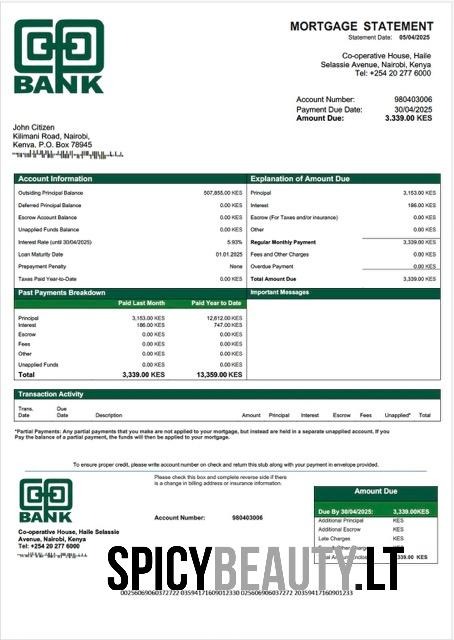 MORTGAGE STATEMENT
Statement Date: 05/04/2025
BANK
Co-operative House, Haile
Selassie Avenue, Nairobi, Kenya
Tel: +254 20 277 6000
Account Number: 980403006
Payment Due Date: 30/04/2025
Amount Due: 3.339.00 KES
John Citizen
Kilimani Road, Nairobi,
Kenva. P.O. Box 78945
Account Information
Outsiding Principal Balance 507,855.00 KES
Deferred Principal Balance 0.00 KES
Escrow Account Balance 0.00 KES
Unapplied Funds Balance 0.00 KES
Interest Rate (until 30/04/2025) 5.93%
Loan Maturity Date 01.01.2025
Prepayment Penalty None
Taxes Paid Year-to-Date 0.00 KES
Explanation of Amount Due
Principal 3,153.00 KES
Interest 186.00 KES
Escrow (For Taxes and/or insurance) 0.00 KES
Other 0.00 KES
Regular Monthly Payment 3,339.00 KES
Fees and Other Charges 0.00 KES
Overdue Payment 0.00 KES
Total Amount Due 3,339.00 KES
Past Payments Breakdown
Paid Last Month Paid Year to Date
Principal 3,153.00 KES 12,612.00 KES
Interest 186.00 KES 747.00 KES
Escrow 0.00 KES 0.00 KES
Fees 0.00 KES 0.00 KES
Other 0.00 KES 0.00 KES
Unapplied Funds 0.00 KES 0.00 KES
Total 3,339.00 KES 13,359.00 KES
Important Messages
Transaction Activity
Trans. Date Due Date Description Amount Principal Interest Escrow Fees Unapplied* Total
*Partial Payments: Any partial payments that you make are not applied to your mortgage, but instead are held in a separate unapplied account. If you
Pay the balance of a partial payment, the funds will then be applied to your mortgage.
To ensure proper credit, please write account number on check and return this stub along with your payment in envelope provided.
BANK
Please check this box and complete reverse side if there
is a change in billing address or insurance information.
Account Number: 980403006
Co-operative House, Haile Selassie
Avenue, Nairobi, Kenya
Tel: +254 20 277 6000
Amount Due
Due By 30/04/2025: 3,339.00KES
Additional Principal KES
Additional Escrow KES
Late Charges KES
KES
339.00 KES
SPICYBEAUTY.LT